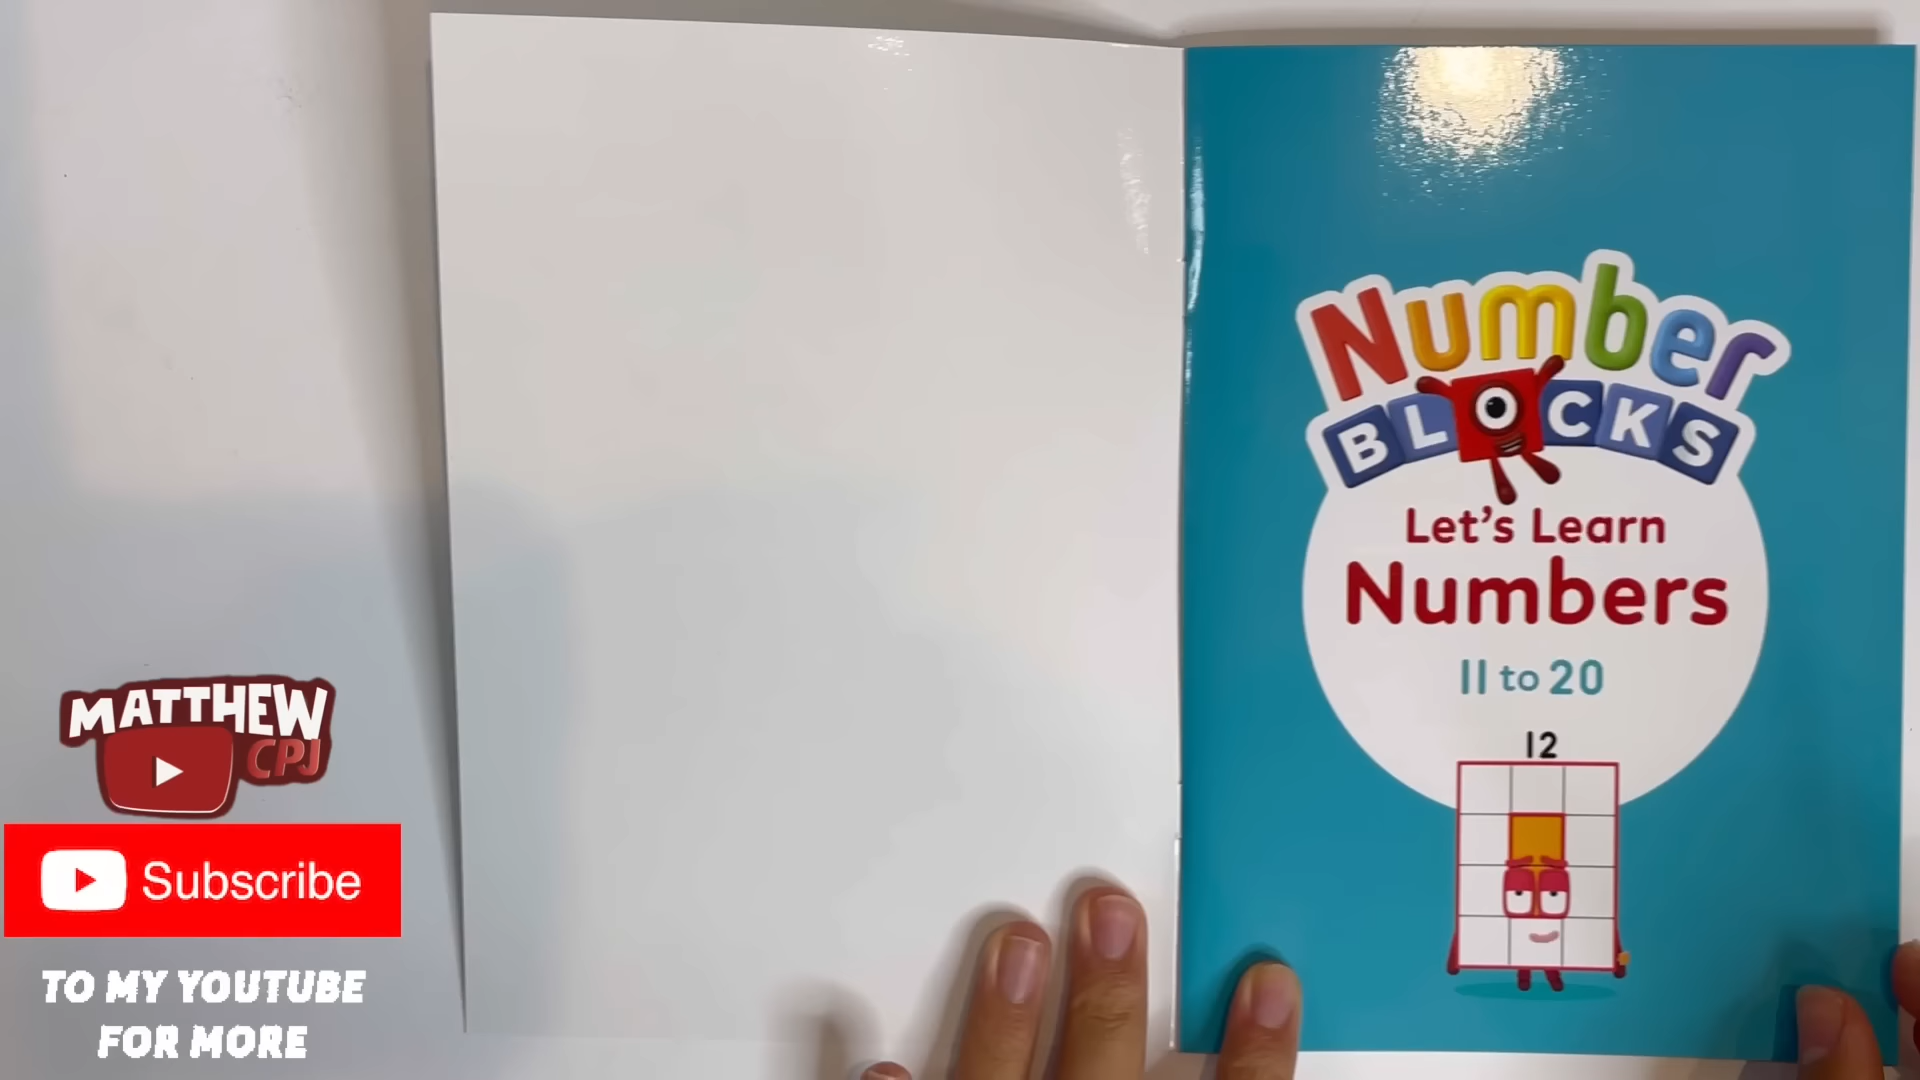 Number
BLOCKS
Let's Learn
Numbers
11 to 20
12
MATTHEW
CPJ
Subscribe
TO MY YOUTUBE
FOR MORE